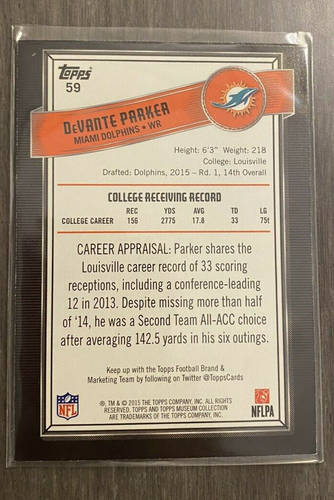 Topps
59
DeVANTE PARKER
MIAMI DOLPHINS • WR
Height: 6'3" Weight: 218
College: Louisville
Drafted: Dolphins, 2015 – Rd. 1, 14th Overall
COLLEGE RECEIVING RECORD
REC YDS AVG TD LG
COLLEGE CAREER 156 2775 17.8 33 75t
CAREER APPRAISAL: Parker shares the
Louisville career record of 33 scoring
receptions, including a conference-leading
12 in 2013. Despite missing more than half
of '14, he was a Second Team All-ACC choice
after averaging 142.5 yards in his six outings.
Keep up with the Topps Football Brand &
Marketing Team by following on Twitter @ToppsCards
®, TM & © 2015 THE TOPPS COMPANY, INC. ALL RIGHTS
RESERVED. TOPPS AND TOPPS MUSEUM COLLECTION
ARE TRADEMARKS OF THE TOPPS COMPANY, INC.
NFL
NFLPA